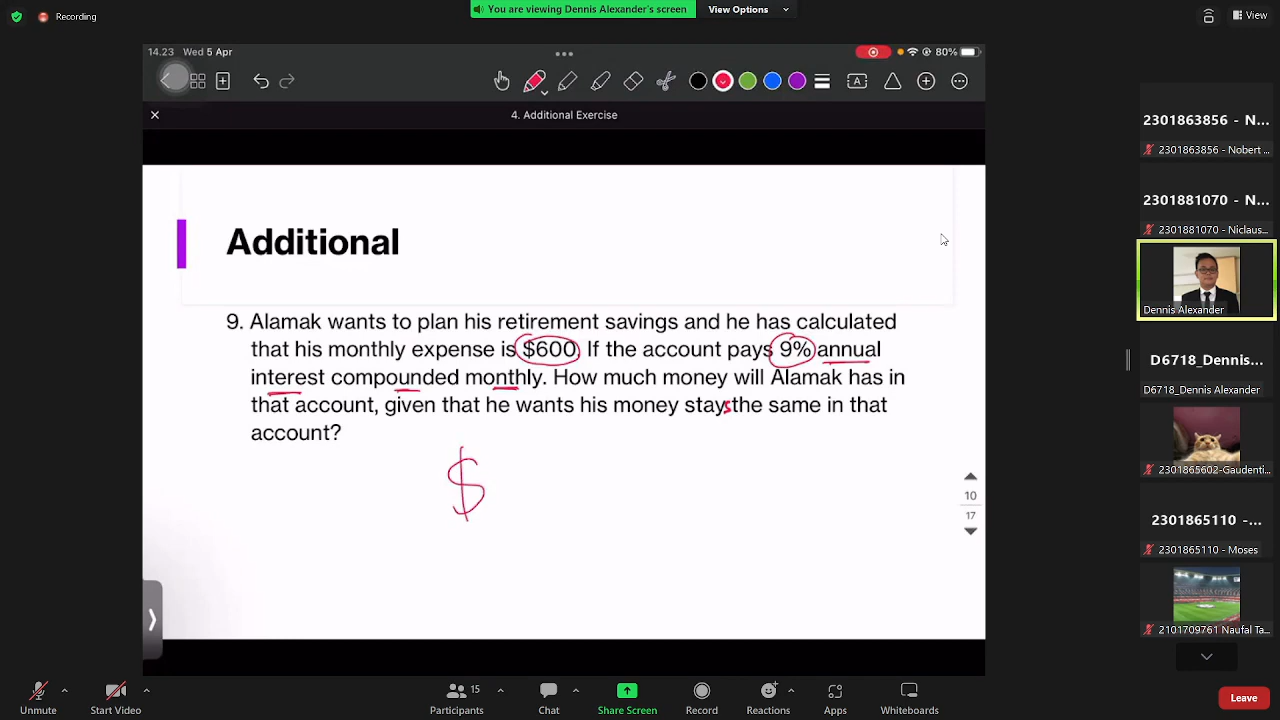 Recording
You are viewing Dennis Alexander's screen
View Options
View
14.23 Wed 5 Apr
80%
4. Additional Exercise
Additional
9. Alamak wants to plan his retirement savings and he has calculated
that his monthly expense is $600. If the account pays 9% annual
interest compounded monthly. How much money will Alamak has in
that account, given that he wants his money stays the same in that
account?
$
10
17
2301863856 - N...
2301863856 - Nobert ...
2301881070 - N...
2301881070 - Niclaus...
Dennis Alexander
D6718_Dennis...
D6718_Dennis Alexander
2301865602-Gaudenti...
2301865110 -...
2301865110 - Moses
2101709761 Naufal Ta...
Unmute
Start Video
15
Participants
Chat
Share Screen
Record
Reactions
Apps
Whiteboards
Leave